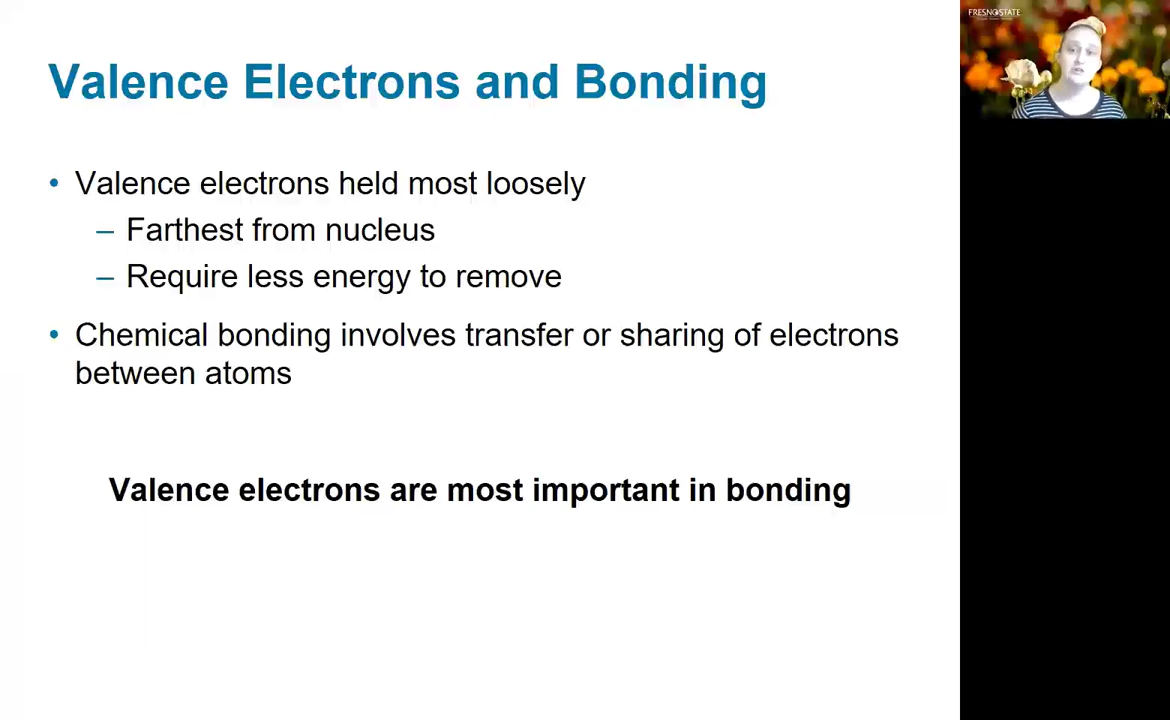 Valence Electrons and Bonding
FRESNO STATE
• Valence electrons held most loosely
– Farthest from nucleus
– Require less energy to remove
• Chemical bonding involves transfer or sharing of electrons
between atoms
Valence electrons are most important in bonding